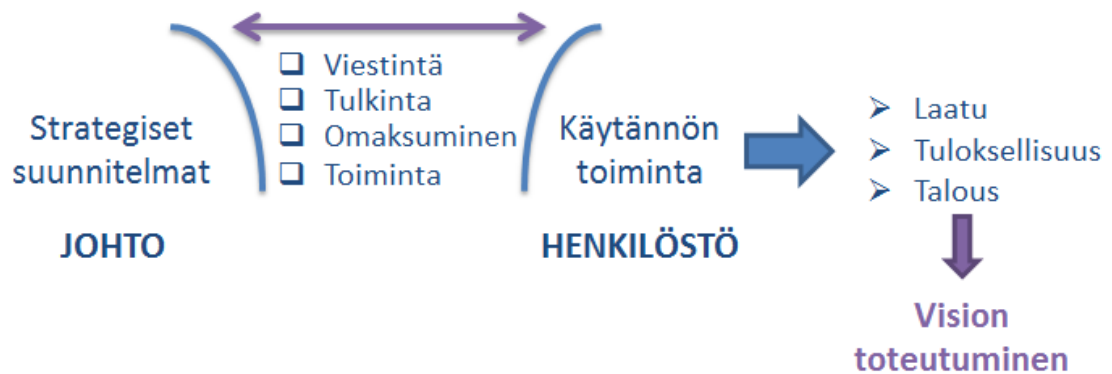 Strategiset
suunnitelmat
JOHTO
Viestintä
Tulkinta
Omaksuminen
Toiminta
Käytännön
toiminta
HENKILÖSTÖ
Laatu
Tuloksellisuus
Talous
Vision
toteutuminen